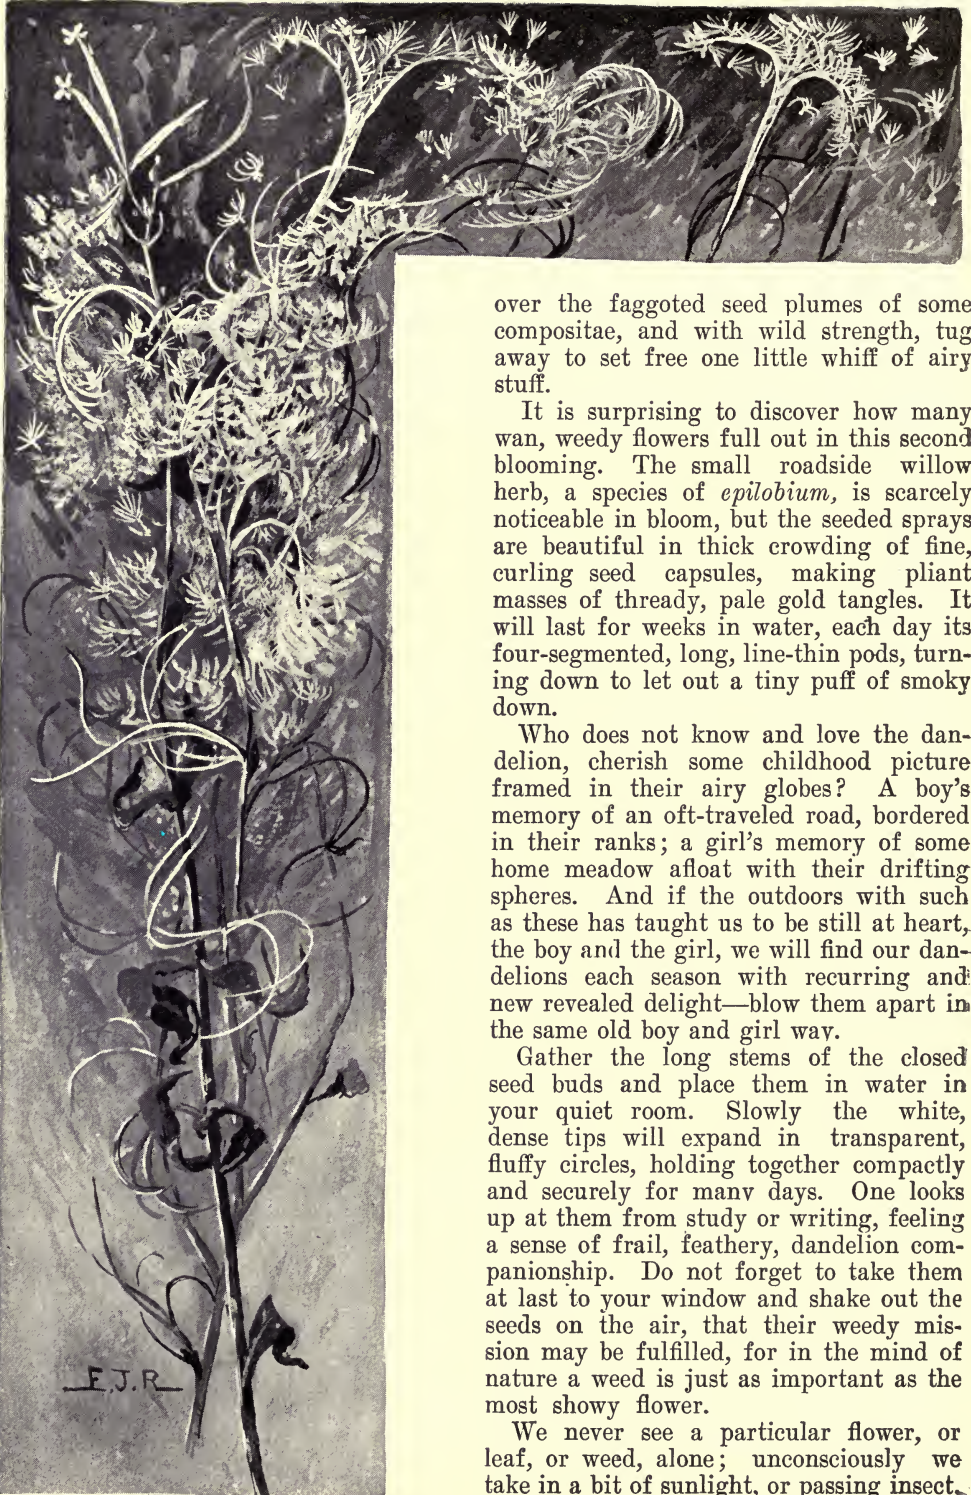 over the faggoted seed plumes of some
compositae, and with wild strength, tug
away to set free one little whiff of airy
stuff.
It is surprising to discover how many
wan, weedy flowers full out in this second
blooming. The small roadside willow
herb, a species of epilobium, is scarcely
noticeable in bloom, but the seeded sprays
are beautiful in thick crowding of fine,
curling seed capsules, making pliant
masses of thready, pale gold tangles. It
will last for weeks in water, each day its
four-segmented, long, line-thin pods, turn-
ing down to let out a tiny puff of smoky
down.
Who does not know and love the dan-
delion, cherish some childhood picture
framed in their airy globes? A boy's
memory of an oft-traveled road, bordered
in their ranks; a girl's memory of some
home meadow afloat with their drifting
spheres. And if the outdoors with such
as these has taught us to be still at heart,
the boy and the girl, we will find our dan-
delions each season with recurring and
new revealed delight—blow them apart in
the same old boy and girl way.
Gather the long stems of the closed
seed buds and place them in water in
your quiet room. Slowly the white,
dense tips will expand in transparent,
fluffy circles, holding together compactly
and securely for many days. One looks
up at them from study or writing, feeling
a sense of frail, feathery, dandelion com-
panionship. Do not forget to take them
at last to your window and shake out the
seeds on the air, that their weedy mis-
sion may be fulfilled, for in the mind of
nature a weed is just as important as the
most showy flower.
We never see a particular flower, or
leaf, or weed, alone; unconsciously we
take in a bit of sunlight, or passing insect,
E.J.R.